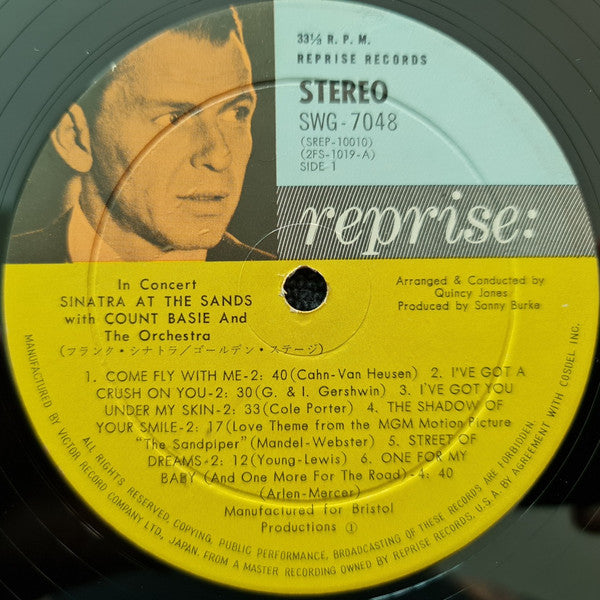 33⅓ R. P. M.
REPRISE RECORDS
STEREO
SWG-7048
(SREP-10010)
(2FS-1019-A)
SIDE 1
reprise:
In Concert
SINATRA AT THE SANDS
with COUNT BASIE And
The Orchestra
(フランク・シナトラ/ゴールデン・ステージ)
Arranged & Conducted by
Quincy Jones
Produced by Sonny Burke
1. COME FLY WITH ME-2: 40(Cahn-Van Heusen) 2. I'VE GOT A
CRUSH ON YOU-2: 30(G. & I. Gershwin) 3. I'VE GOT YOU
UNDER MY SKIN-2: 33(Cole Porter) 4. THE SHADOW OF
YOUR SMILE-2: 17(Love Theme from the MGM Motion Picture
"The Sandpiper" (Mandel-Webster) 5. STREET OF
DREAMS-2: 12(Young-Lewis) 6. ONE FOR MY
BABY (And One More For The Road)-4: 40
(Arlen-Mercer)
Manufactured for Bristol
Productions ①
ALL RIGHTS RESERVED, COPYING, PUBLIC PERFORMANCE, BROADCASTING OF THESE RECORDS ARE FORBIDDEN.
MANUFACTURED BY VICTOR RECORD COMPANY LTD., JAPAN. FROM A MASTER RECORDING OWNED BY REPRISE RECORDS, U.S.A. BY AGREEMENT WITH COSDEL INC.